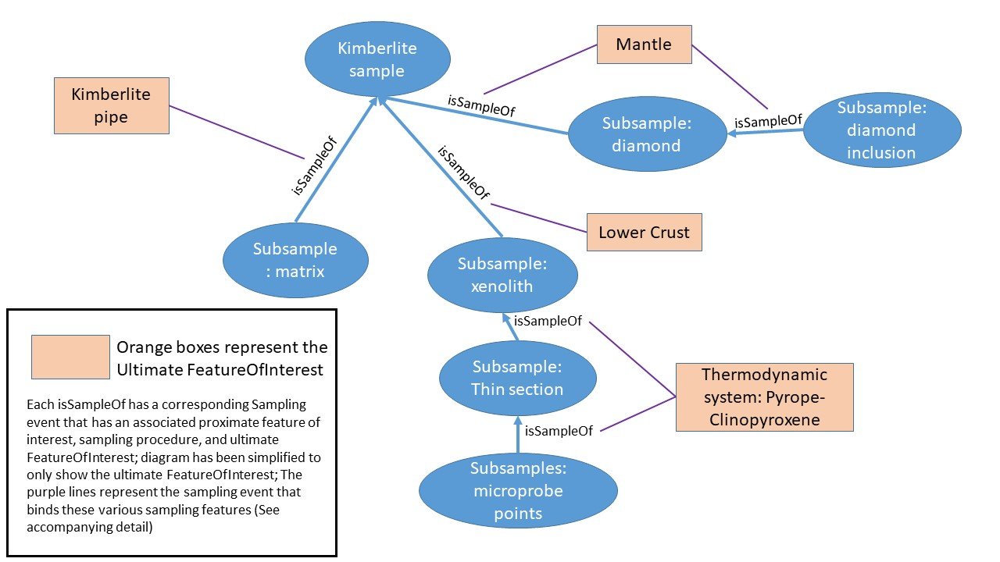 Kimberlite
sample
Mantle
Kimberlite
pipe
isSampleOf
Subsample:
diamond
isSampleOf
Subsample:
diamond
inclusion
isSampleOf
isSampleOf
Lower Crust
Subsample
: matrix
Subsample:
xenolith
isSampleOf
Subsample:
Thin section
Thermodynamic
system: Pyrope-
Clinopyroxene
isSampleOf
Subsamples:
microprobe
points
Orange boxes represent the
Ultimate FeatureOfInterest
Each isSampleOf has a corresponding Sampling
event that has an associated proximate feature of
interest, sampling procedure, and ultimate
FeatureOfInterest; diagram has been simplified to
only show the ultimate FeatureOfInterest; The
purple lines represent the sampling event that
binds these various sampling features (See
accompanying detail)